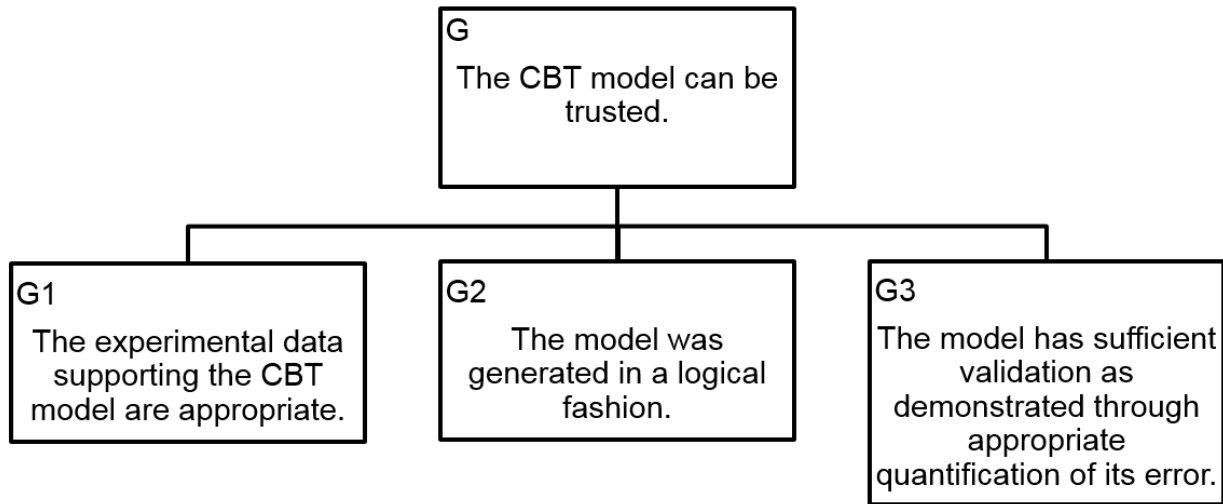 G
The CBT model can be
trusted.
G1
The experimental data
supporting the CBT
model are appropriate.
G2
The model was
generated in a logical
fashion.
G3
The model has sufficient
validation as
demonstrated through
appropriate
quantification of its error.